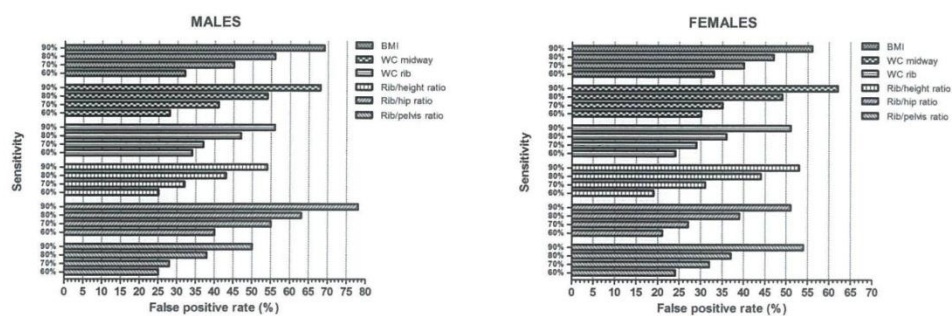 MALES
Sensitivity
90%
80%
70%
60%
90%
80%
70%
60%
90%
80%
70%
60%
90%
80%
70%
60%
90%
80%
70%
60%
90%
80%
70%
60%
0 5 10 15 20 25 30 35 40 45 50 55 60 65 70 75 80
False positive rate (%)
BMI
WC midway
WC rib
Rib/height ratio
Rib/hip ratio
Rib/pelvis ratio
FEMALES
Sensitivity
90%
80%
70%
60%
90%
80%
70%
60%
90%
80%
70%
60%
90%
80%
70%
60%
90%
80%
70%
60%
90%
80%
70%
60%
0 5 10 15 20 25 30 35 40 45 50 55 60 65 70
False positive rate (%)
BMI
WC midway
WC rib
Rib/height ratio
Rib/hip ratio
Rib/pelvis ratio